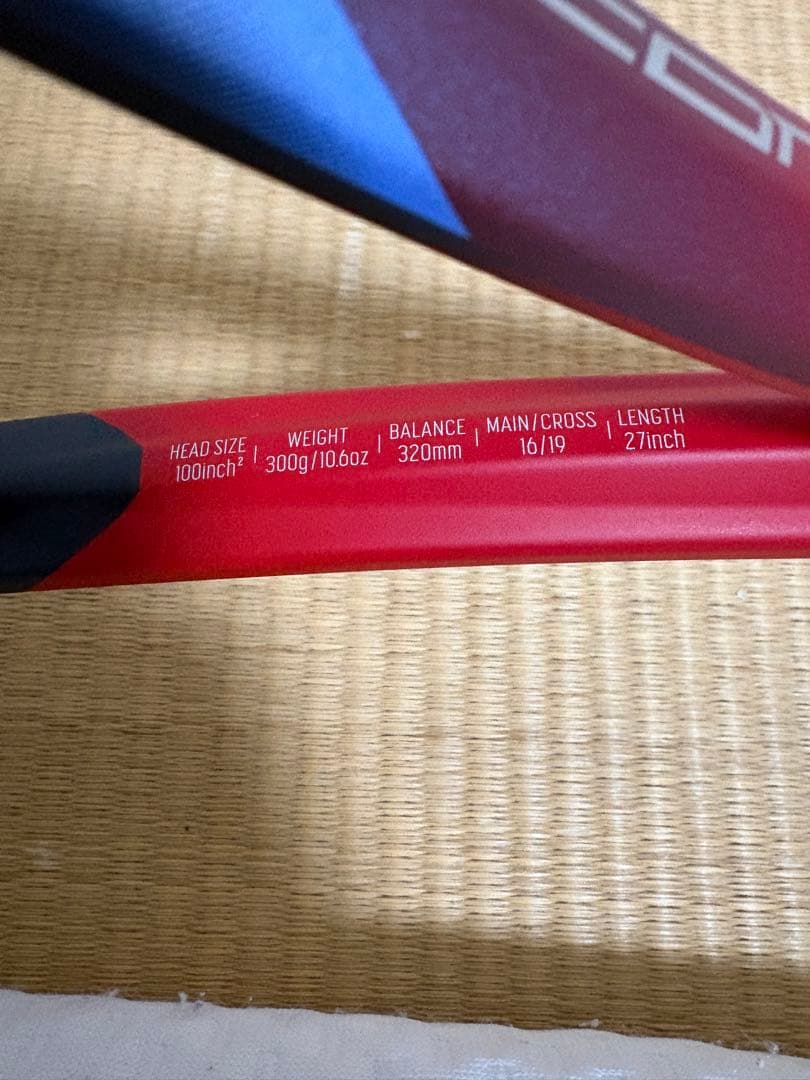 HEAD SIZE | WEIGHT | BALANCE | MAIN/CROSS | LENGTH
100inch² | 300g/10.6oz | 320mm | 16/19 | 27inch